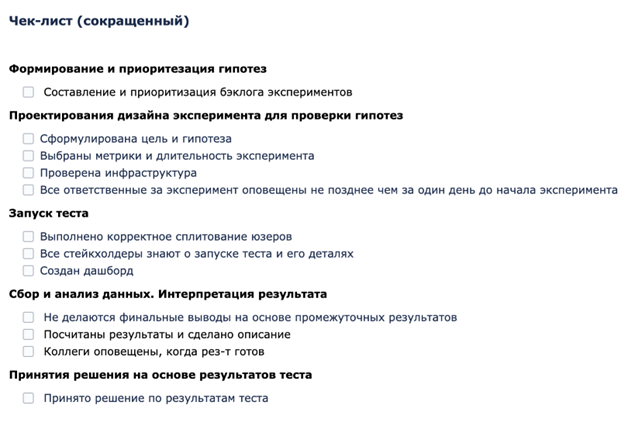 Чек-лист (сокращенный)
Формирование и приоритезация гипотез
Составление и приоритизация бэклога экспериментов
Проектирования дизайна эксперимента для проверки гипотез
Сформулирована цель и гипотеза
Выбраны метрики и длительность эксперимента
Проверена инфраструктура
Все ответственные за эксперимент оповещены не позднее чем за один день до начала эксперимента
Запуск теста
Выполнено корректное сплитование юзеров
Все стейкхолдеры знают о запуске теста и его деталях
Создан дашборд
Сбор и анализ данных. Интерпретация результата
Не делаются финальные выводы на основе промежуточных результатов
Посчитаны результаты и сделано описание
Коллеги оповещены, когда рез-т готов
Принятия решения на основе результатов теста
Принято решение по результатам теста